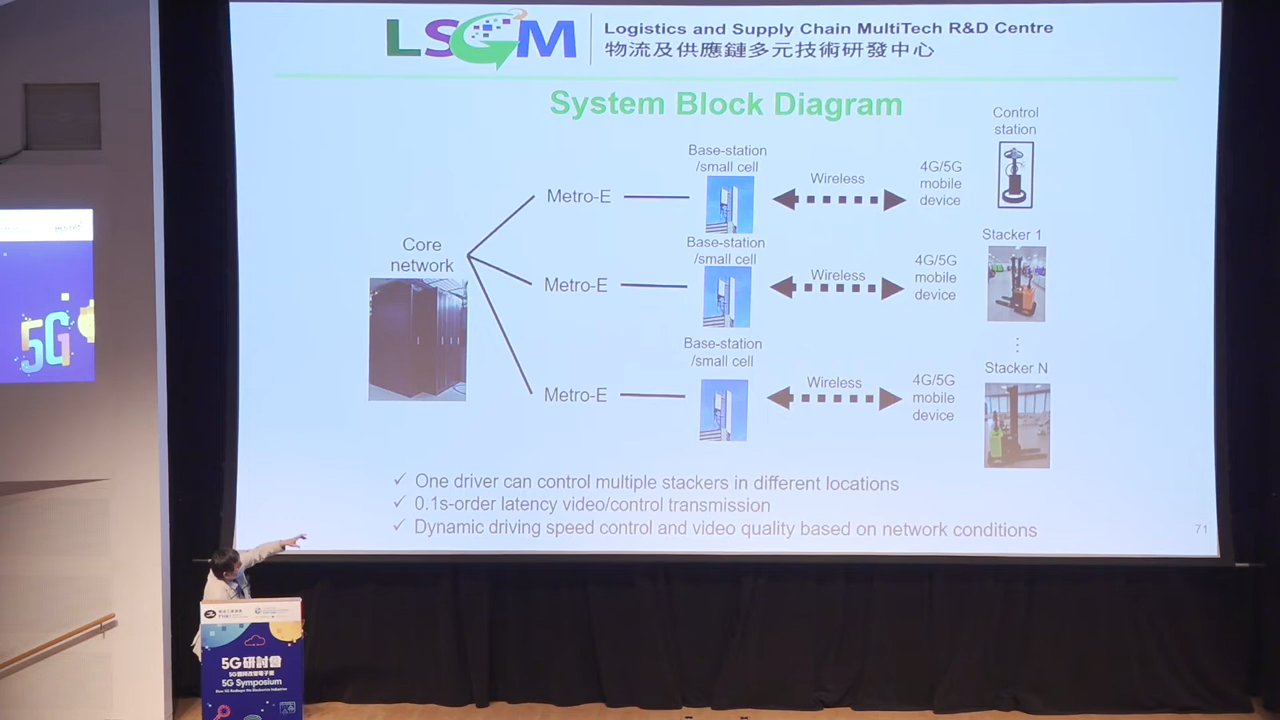 LSCM
Logistics and Supply Chain MultiTech R&D Centre
物流及供應鏈多元技術研發中心
System Block Diagram
Control
station
Base-station
/small cell
Metro-E
Wireless
4G/5G
mobile
device
Core
network
Base-station
/small cell
Metro-E
Wireless
4G/5G
mobile
device
Stacker 1
⋮
Base-station
/small cell
Metro-E
Wireless
4G/5G
mobile
device
Stacker N
✓ One driver can control multiple stackers in different locations
✓ 0.1s-order latency video/control transmission
✓ Dynamic driving speed control and video quality based on network conditions
71
5G
5G研討會
5G Symposium